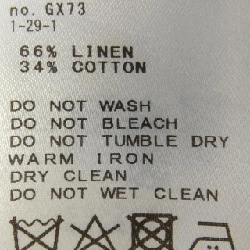 no. GX73
1-29-1
66% LINEN
34% COTTON
DO NOT WASH
DO NOT BLEACH
DO NOT TUMBLE DRY
WARM IRON
DRY CLEAN
DO NOT WET CLEAN